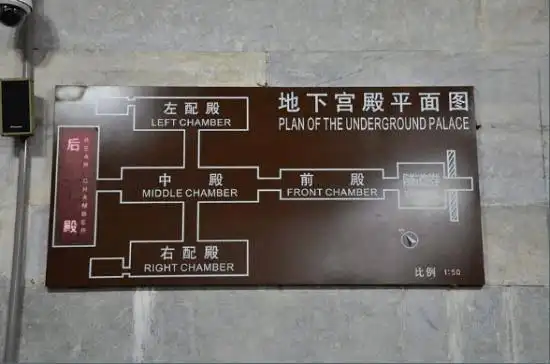 地下宫殿平面图
PLAN OF THE UNDERGROUND PALACE
左配殿
LEFT CHAMBER
后殿
REAR CHAMBER
中殿
MIDDLE CHAMBER
前殿
FRONT CHAMBER
右配殿
RIGHT CHAMBER
比例 1:50